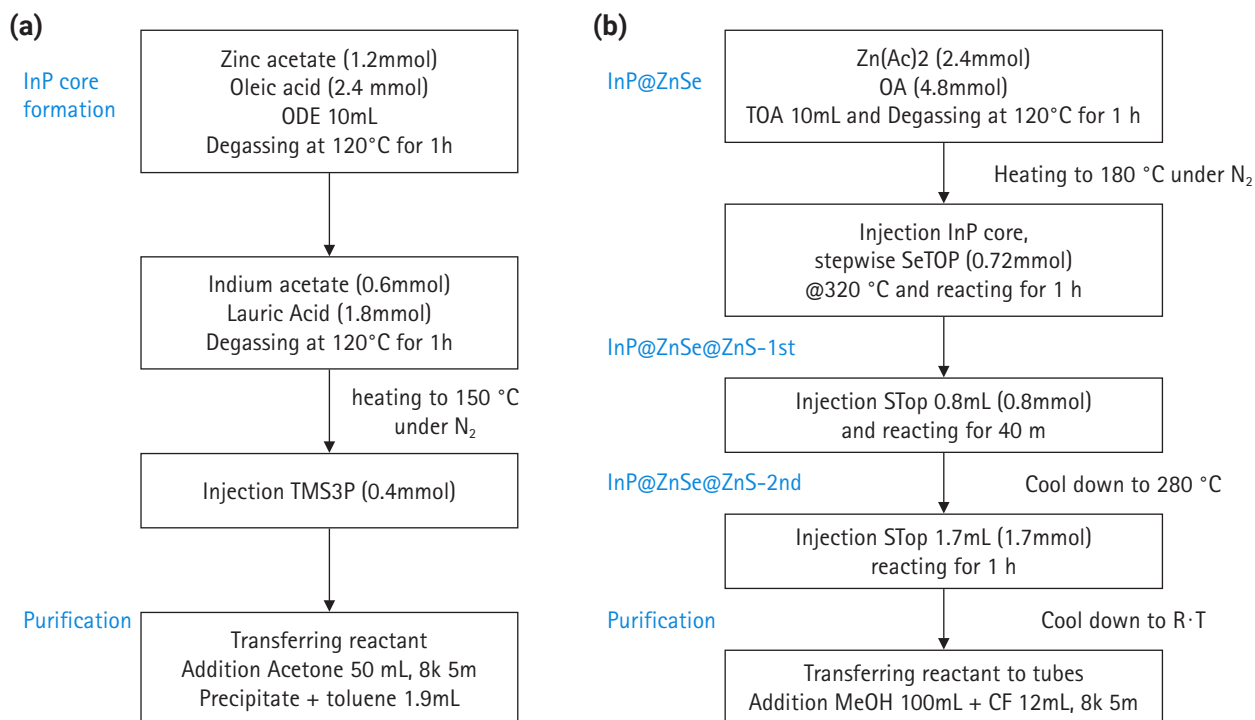 (a)
InP core
formation
Zinc acetate (1.2mmol)
Oleic acid (2.4 mmol)
ODE 10mL
Degassing at 120°C for 1h
Indium acetate (0.6mmol)
Lauric Acid (1.8mmol)
Degassing at 120°C for 1h
heating to 150 °C
under N₂
Injection TMS3P (0.4mmol)
Purification
Transferring reactant
Addition Acetone 50 mL, 8k 5m
Precipitate + toluene 1.9mL
(b)
InP@ZnSe
Zn(Ac)2 (2.4mmol)
OA (4.8mmol)
TOA 10mL and Degassing at 120°C for 1 h
Heating to 180 °C under N₂
Injection InP core,
stepwise SeTOP (0.72mmol)
@320 °C and reacting for 1 h
InP@ZnSe@ZnS-1st
Injection STop 0.8mL (0.8mmol)
and reacting for 40 m
InP@ZnSe@ZnS-2nd
Cool down to 280 °C
Injection STop 1.7mL (1.7mmol)
reacting for 1 h
Purification
Cool down to R·T
Transferring reactant to tubes
Addition MeOH 100mL + CF 12mL, 8k 5m